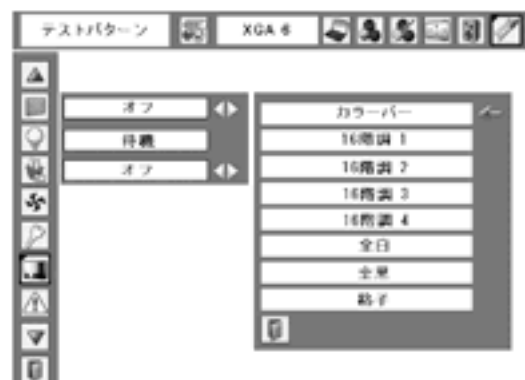 テストパターン
XGA 6
オフ
待機
オフ
カラーバー
16階調 1
16階調 2
16階調 3
16階調 4
全白
全黒
格子